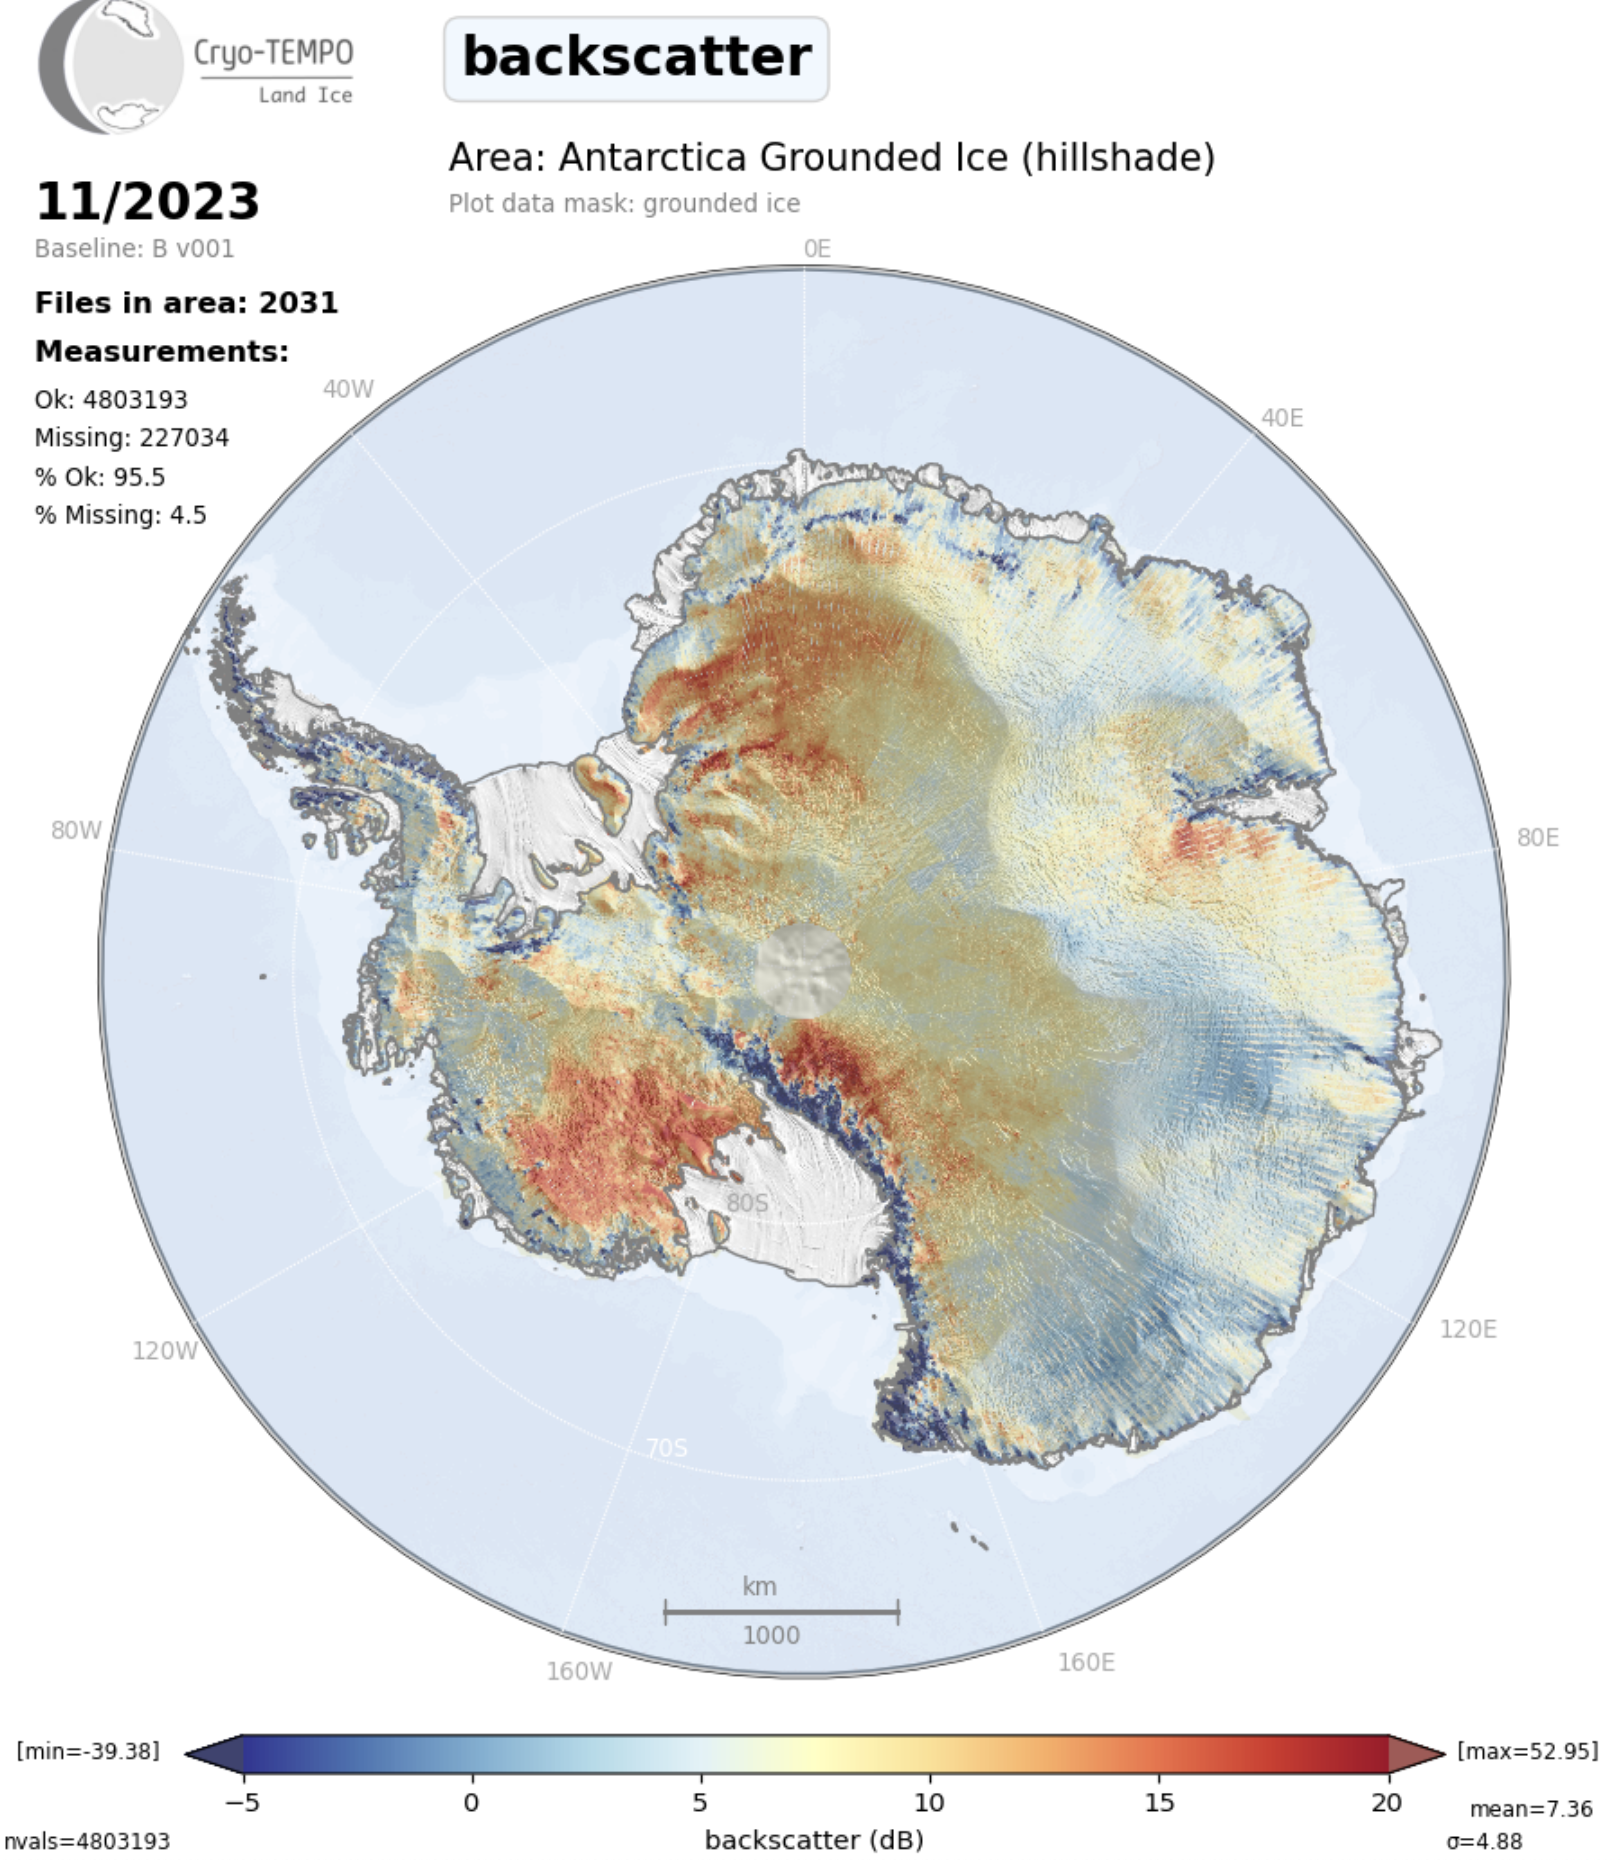 Cryo-TEMPO
Land Ice
backscatter
Area: Antarctica Grounded Ice (hillshade)
Plot data mask: grounded ice
11/2023
Baseline: B v001
Files in area: 2031
Measurements:
Ok: 4803193
Missing: 227034
% Ok: 95.5
% Missing: 4.5
0E
40W
40E
80W
80E
80S
120W
120E
70S
160W
160E
km
1000
[min=-39.38]
[max=52.95]
−5
0
5
10
15
20
mean=7.36
nvals=4803193
backscatter (dB)
σ=4.88